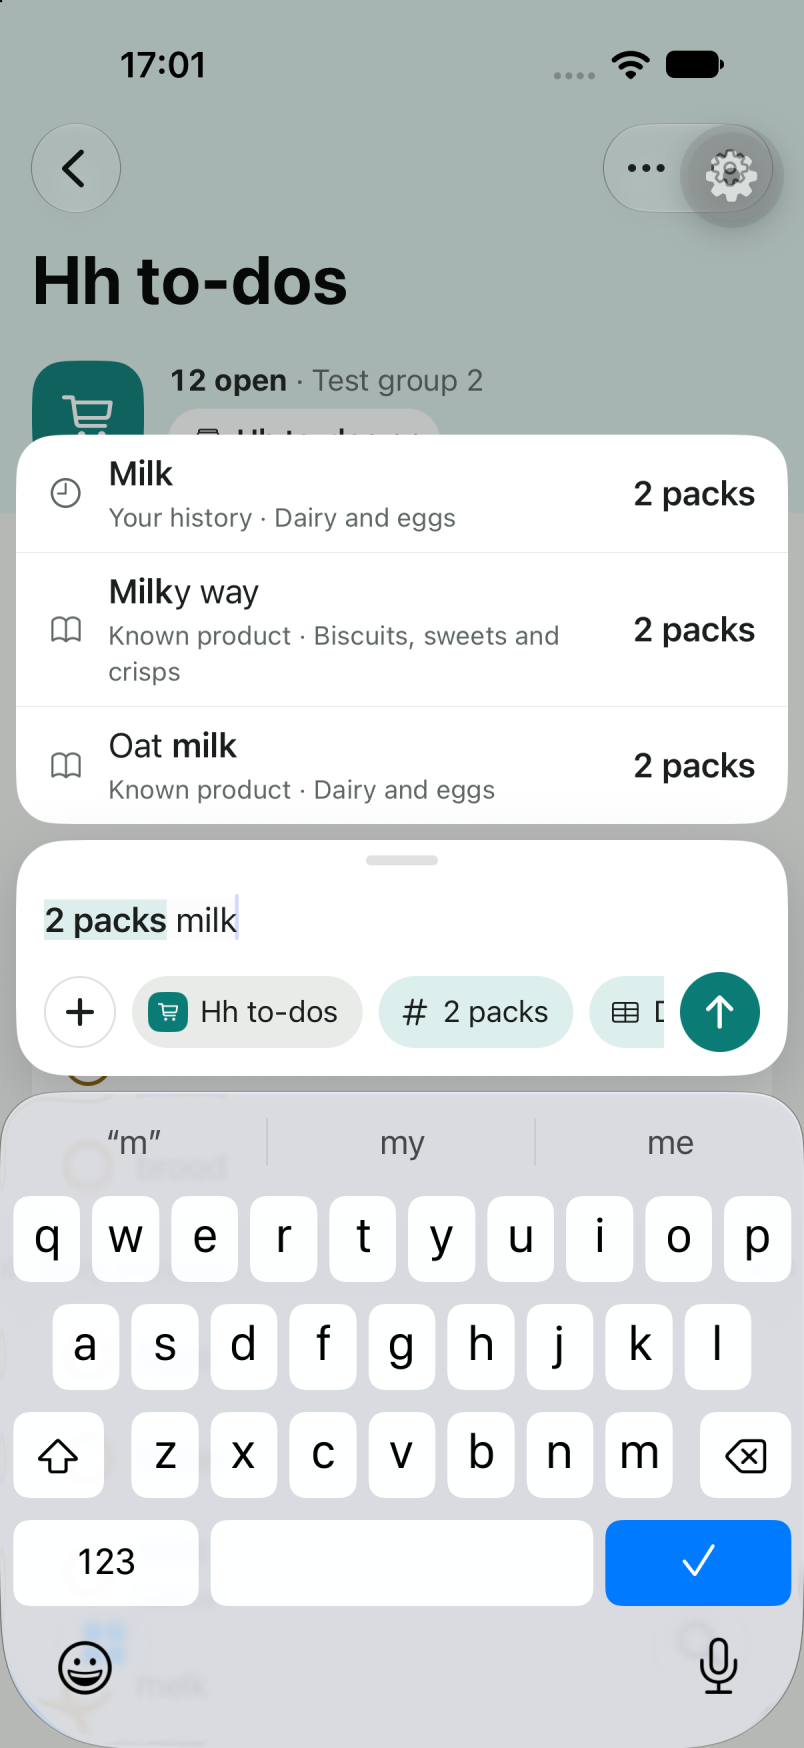 17:01
Hh to-dos
12 open · Test group 2
Milk
Your history · Dairy and eggs
2 packs
Milky way
Known product · Biscuits, sweets and
crisps
2 packs
Oat milk
Known product · Dairy and eggs
2 packs
2 packs milk
Hh to-dos
# 2 packs
“m” my me
q w e r t y u i o p
a s d f g h j k l
z x c v b n m
123